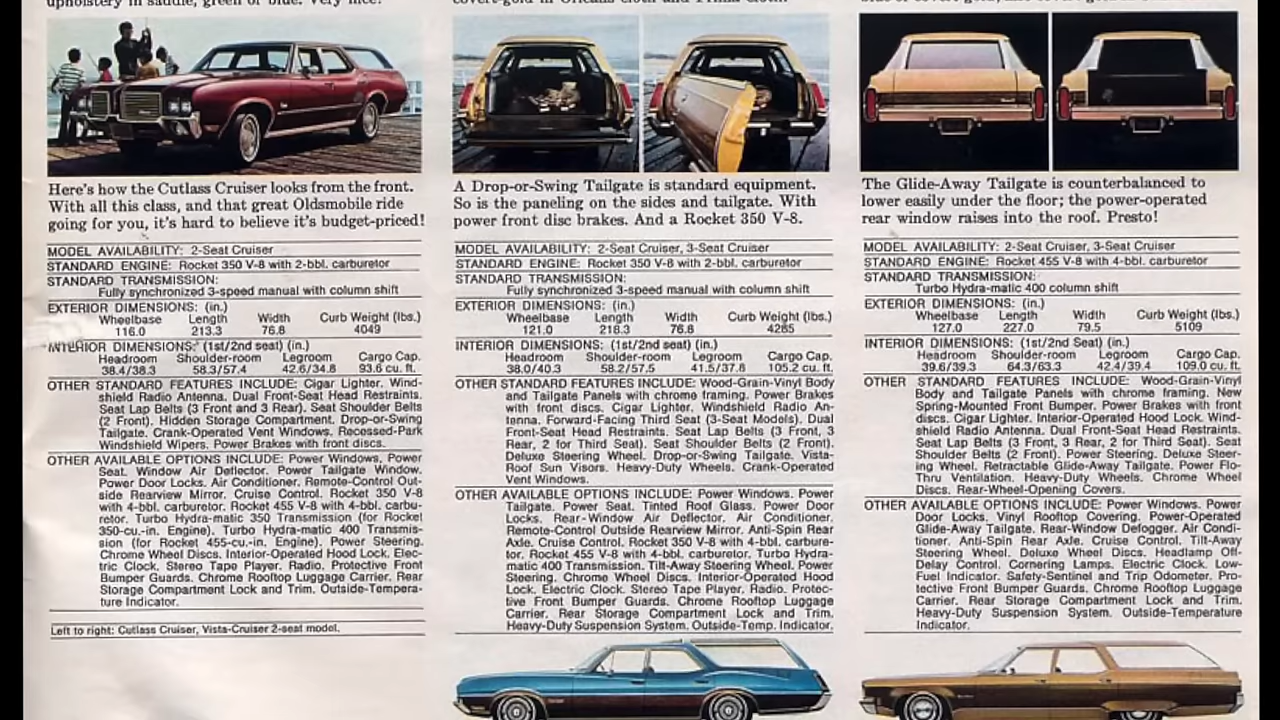 upholstery in saddle, green or blue. Very nice!
Here's how the Cutlass Cruiser looks from the front.
With all this class, and that great Oldsmobile ride
going for you, it's hard to believe it's budget-priced!
MODEL AVAILABILITY: 2-Seat Cruiser
STANDARD ENGINE: Rocket 350 V-8 with 2-bbl. carburetor
STANDARD TRANSMISSION:
Fully synchronized 3-speed manual with column shift
EXTERIOR DIMENSIONS: (in.)
Wheelbase Length Width Curb Weight (lbs.)
116.0 213.3 76.8 4049
INTERIOR DIMENSIONS: (1st/2nd seat) (in.)
Headroom Shoulder-room Legroom Cargo Cap.
38.4/38.3 58.3/57.4 42.6/34.8 93.6 cu. ft.
OTHER STANDARD FEATURES INCLUDE: Cigar Lighter. Wind-
shield Radio Antenna. Dual Front-Seat Head Restraints.
Seat Lap Belts (3 Front and 3 Rear). Seat Shoulder Belts
(2 Front). Hidden Storage Compartment. Drop-or-Swing
Tailgate. Crank-Operated Vent Windows. Recessed-Park
Windshield Wipers. Power Brakes with front discs.
OTHER AVAILABLE OPTIONS INCLUDE: Power Windows. Power
Seat. Window Air Deflector. Power Tailgate Window.
Power Door Locks. Air Conditioner. Remote-Control Out-
side Rearview Mirror. Cruise Control. Rocket 350 V-8
with 4-bbl. carburetor. Rocket 455 V-8 with 4-bbl. carbu-
retor. Turbo Hydra-matic 350 Transmission (for Rocket
350-cu.-in. Engine). Turbo Hydra-matic 400 Transmis-
sion (for Rocket 455-cu.-in. Engine). Power Steering.
Chrome Wheel Discs. Interior-Operated Hood Lock. Elec-
tric Clock. Stereo Tape Player. Radio. Protective Front
Bumper Guards. Chrome Rooftop Luggage Carrier. Rear
Storage Compartment Lock and Trim. Outside-Tempera-
ture Indicator.
Left to right: Cutlass Cruiser, Vista-Cruiser 2-seat model.
covert-gold in Orleans cloth and Prima cloth.
A Drop-or-Swing Tailgate is standard equipment.
So is the paneling on the sides and tailgate. With
power front disc brakes. And a Rocket 350 V-8.
MODEL AVAILABILITY: 2-Seat Cruiser, 3-Seat Cruiser
STANDARD ENGINE: Rocket 350 V-8 with 2-bbl. carburetor
STANDARD TRANSMISSION:
Fully synchronized 3-speed manual with column shift
EXTERIOR DIMENSIONS: (in.)
Wheelbase Length Width Curb Weight (lbs.)
121.0 218.3 76.8 4285
INTERIOR DIMENSIONS: (1st/2nd seat) (in.)
Headroom Shoulder-room Legroom Cargo Cap.
38.0/40.3 58.2/57.5 41.5/37.8 105.2 cu. ft.
OTHER STANDARD FEATURES INCLUDE: Wood-Grain-Vinyl Body
and Tailgate Panels with chrome framing. Power Brakes
with front discs. Cigar Lighter. Windshield Radio An-
tenna. Forward-Facing Third Seat (3-Seat Models). Dual
Front-Seat Head Restraints. Seat Lap Belts (3 Front, 3
Rear, 2 for Third Seat). Seat Shoulder Belts (2 Front).
Deluxe Steering Wheel. Drop-or-Swing Tailgate. Vista-
Roof Sun Visors. Heavy-Duty Wheels. Crank-Operated
Vent Windows.
OTHER AVAILABLE OPTIONS INCLUDE: Power Windows. Power
Tailgate. Power Seat. Tinted Roof Glass. Power Door
Locks. Rear-Window Air Deflector. Air Conditioner.
Remote-Control Outside Rearview Mirror. Anti-Spin Rear
Axle. Cruise Control. Rocket 350 V-8 with 4-bbl. carbure-
tor. Rocket 455 V-8 with 4-bbl. carburetor. Turbo Hydra-
matic 400 Transmission. Tilt-Away Steering Wheel. Power
Steering. Chrome Wheel Discs. Interior-Operated Hood
Lock. Electric Clock. Stereo Tape Player. Radio. Protec-
tive Front Bumper Guards. Chrome Rooftop Luggage
Carrier. Rear Storage Compartment Lock and Trim.
Heavy-Duty Suspension System. Outside-Temp. Indicator.
The Glide-Away Tailgate is counterbalanced to
lower easily under the floor; the power-operated
rear window raises into the roof. Presto!
MODEL AVAILABILITY: 2-Seat Cruiser, 3-Seat Cruiser
STANDARD ENGINE: Rocket 455 V-8 with 4-bbl. carburetor
STANDARD TRANSMISSION:
Turbo Hydra-matic 400 column shift
EXTERIOR DIMENSIONS: (in.)
Wheelbase Length Width Curb Weight (lbs.)
127.0 227.0 79.5 5109
INTERIOR DIMENSIONS: (1st/2nd Seat) (in.)
Headroom Shoulder-room Legroom Cargo Cap.
39.6/39.3 64.3/63.3 42.4/39.4 109.0 cu. ft.
OTHER STANDARD FEATURES INCLUDE: Wood-Grain-Vinyl
Body and Tailgate Panels with chrome framing. New
Spring-Mounted Front Bumper. Power Brakes with front
discs. Cigar Lighter. Interior-Operated Hood Lock. Wind-
shield Radio Antenna. Dual Front-Seat Head Restraints.
Seat Lap Belts (3 Front, 3 Rear, 2 for Third Seat). Seat
Shoulder Belts (2 Front). Power Steering. Deluxe Steer-
ing Wheel. Retractable Glide-Away Tailgate. Power Flo-
Thru Ventilation. Heavy-Duty Wheels. Chrome Wheel
Discs. Rear-Wheel-Opening Covers.
OTHER AVAILABLE OPTIONS INCLUDE: Power Windows. Power
Door Locks. Vinyl Rooftop Covering. Power-Operated
Glide-Away Tailgate. Rear-Window Defogger. Air Condi-
tioner. Anti-Spin Rear Axle. Cruise Control. Tilt-Away
Steering Wheel. Deluxe Wheel Discs. Headlamp Off-
Delay Control. Cornering Lamps. Electric Clock. Low-
Fuel Indicator. Safety-Sentinel and Trip Odometer. Pro-
tective Front Bumper Guards. Chrome Rooftop Luggage
Carrier. Rear Storage Compartment Lock and Trim.
Heavy-Duty Suspension System. Outside-Temperature
Indicator.